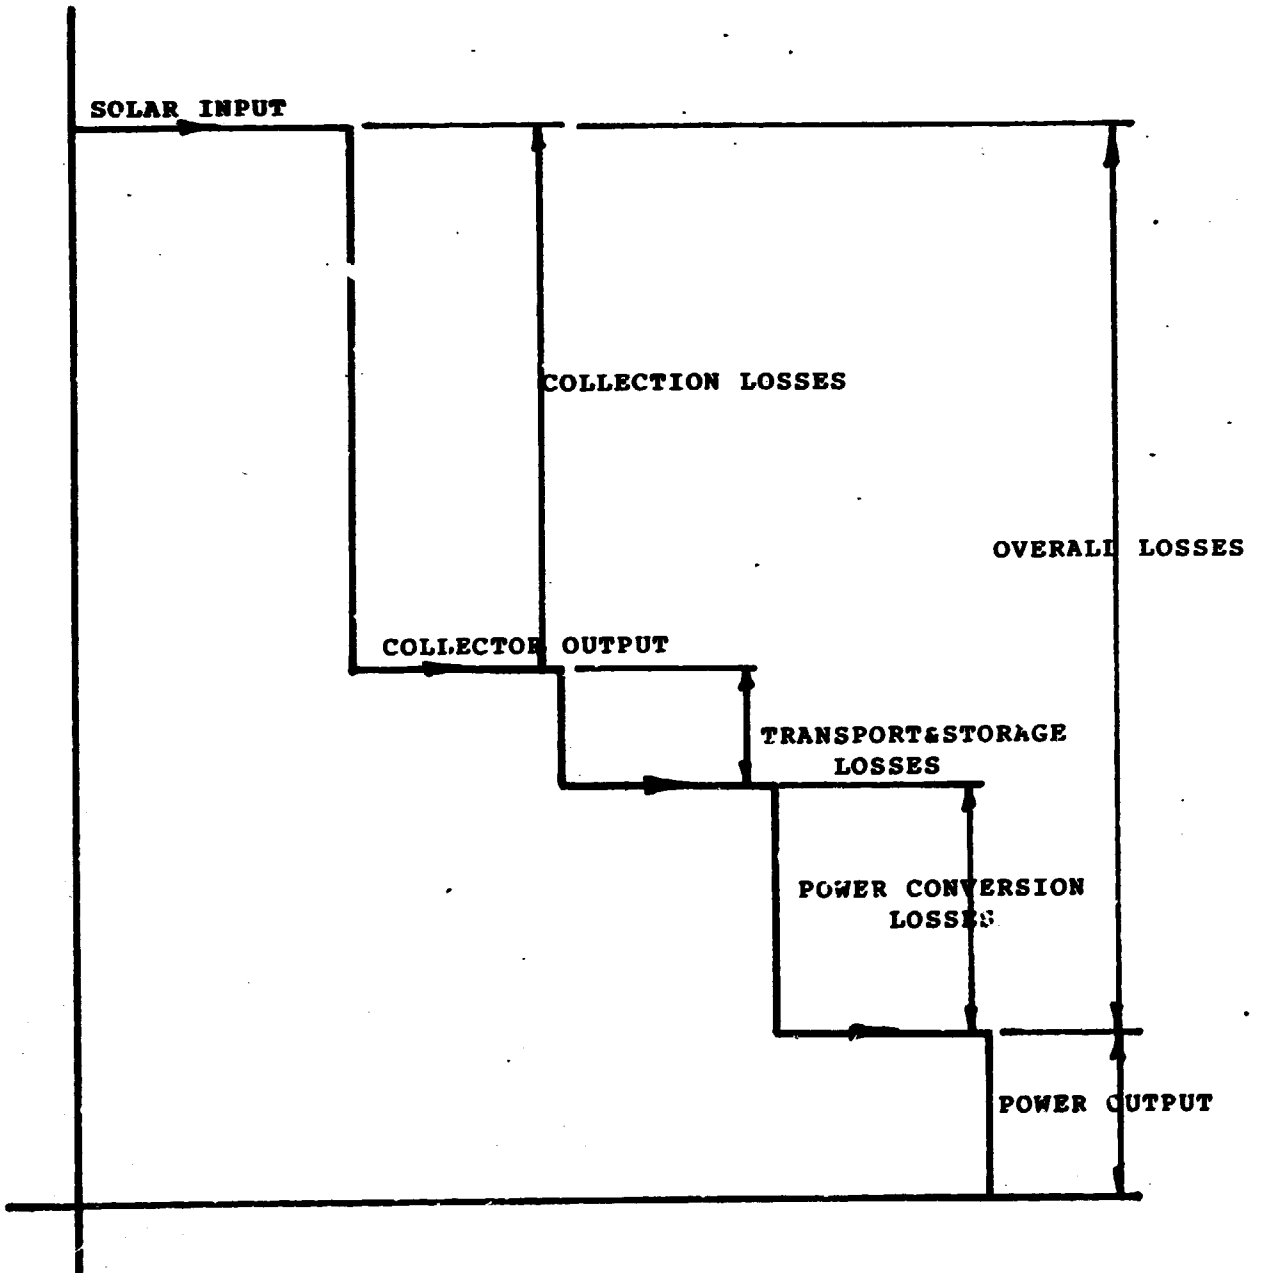 SOLAR INPUT
COLLECTION LOSSES
OVERALL LOSSES
COLLECTOR OUTPUT
TRANSPORT&STORAGE
LOSSES
POWER CONVERSION
LOSSES
POWER OUTPUT